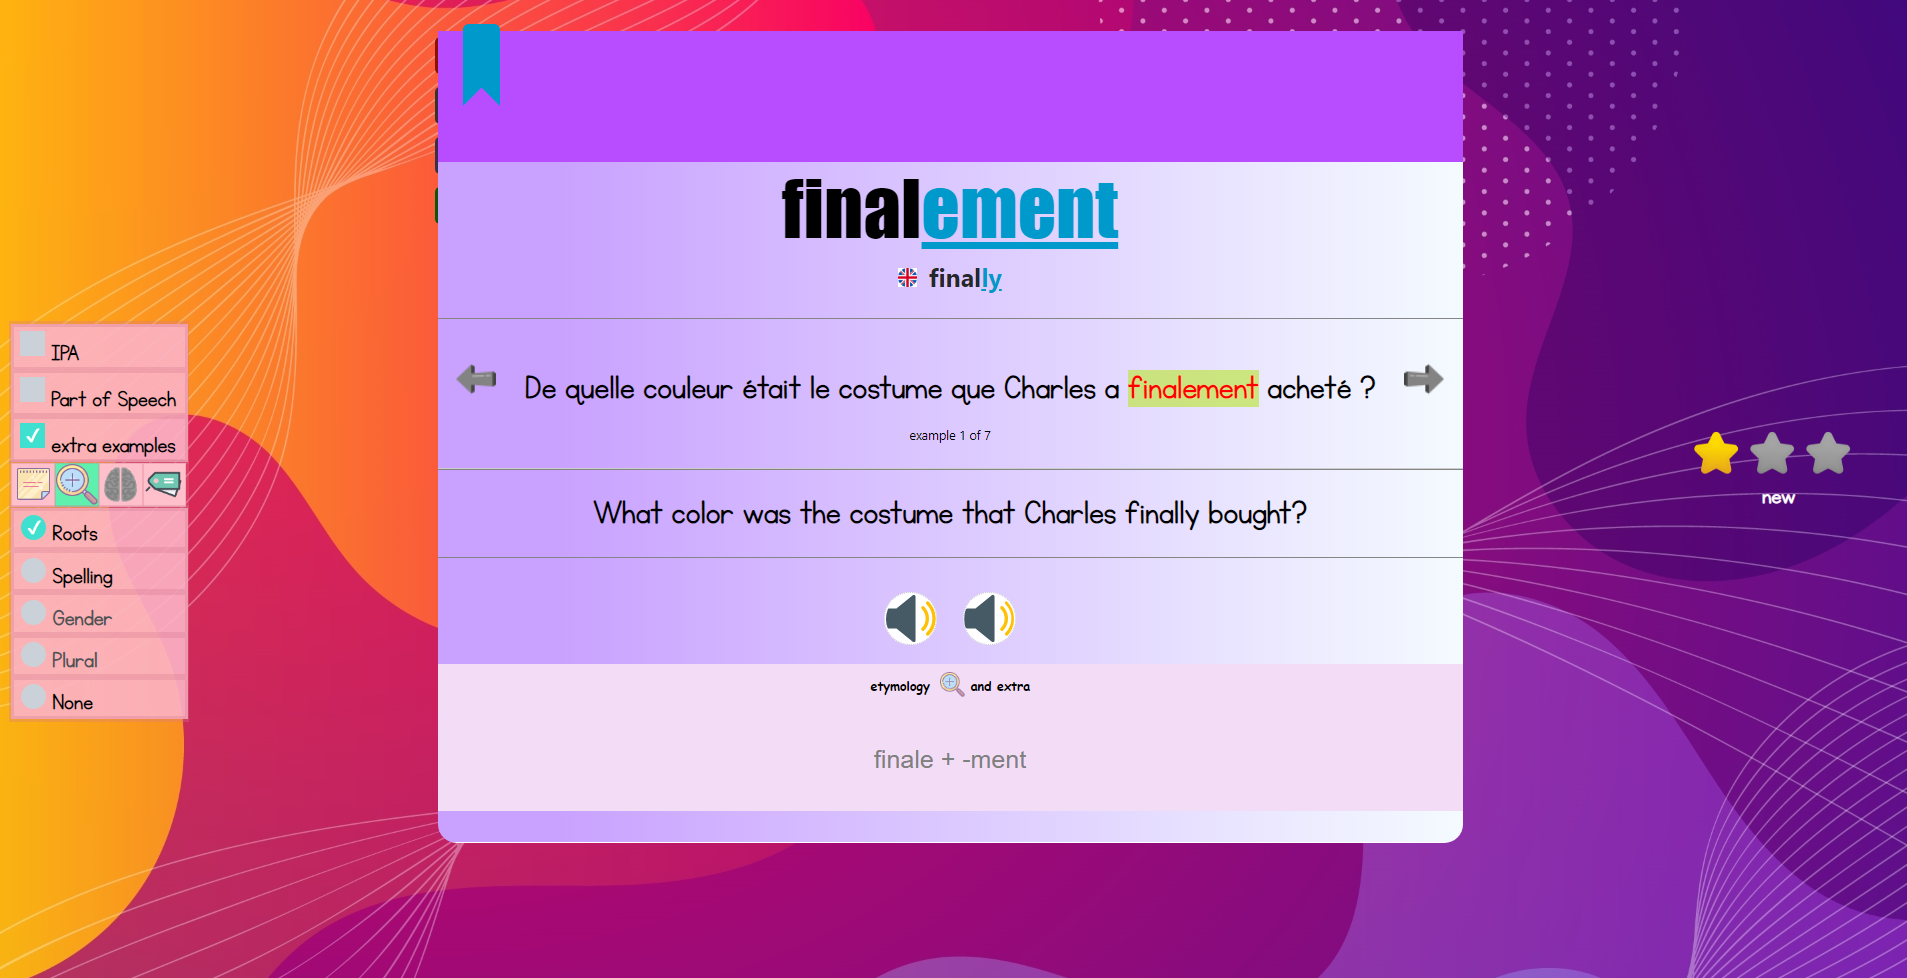 finalement
finally
De quelle couleur était le costume que Charles a finalement acheté ?
example 1 of 7
What color was the costume that Charles finally bought?
etymology and extra
finale + -ment
IPA
Part of Speech
extra examples
Roots
Spelling
Gender
Plural
None
new